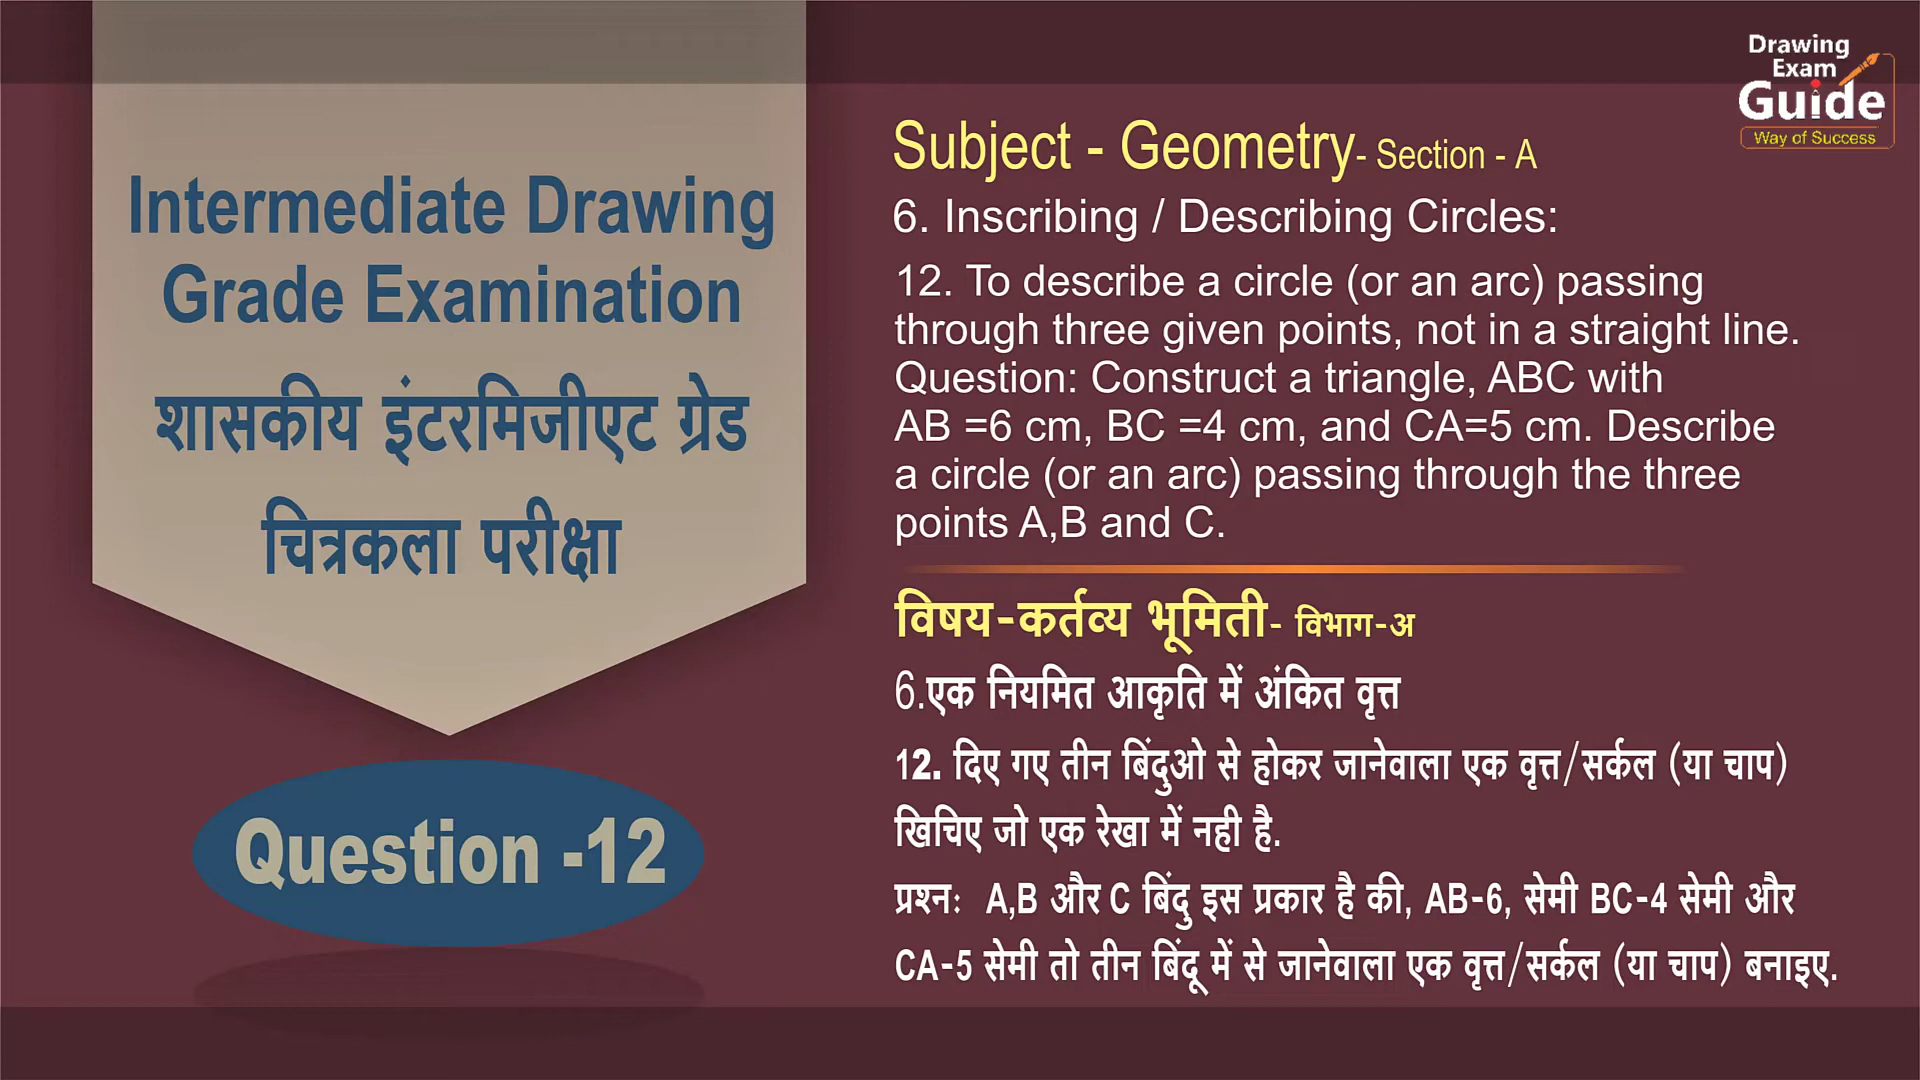 Intermediate Drawing
Grade Examination
शासकीय इंटरमिजीएट ग्रेड
चित्रकला परीक्षा
Question -12
Drawing
Exam
Guide
Way of Success
Subject - Geometry- Section - A
6. Inscribing / Describing Circles:
12. To describe a circle (or an arc) passing
through three given points, not in a straight line.
Question: Construct a triangle, ABC with
AB =6 cm, BC =4 cm, and CA=5 cm. Describe
a circle (or an arc) passing through the three
points A,B and C.
विषय-कर्तव्य भूमिती- विभाग-अ
6.एक नियमित आकृति में अंकित वृत्त
12. दिए गए तीन बिंदुओ से होकर जानेवाला एक वृत्त/सर्कल (या चाप)
खिचिए जो एक रेखा में नही है.
प्रश्नः A,B और C बिंदु इस प्रकार है की, AB-6, सेमी BC-4 सेमी और
CA-5 सेमी तो तीन बिंदू में से जानेवाला एक वृत्त/सर्कल (या चाप) बनाइए.